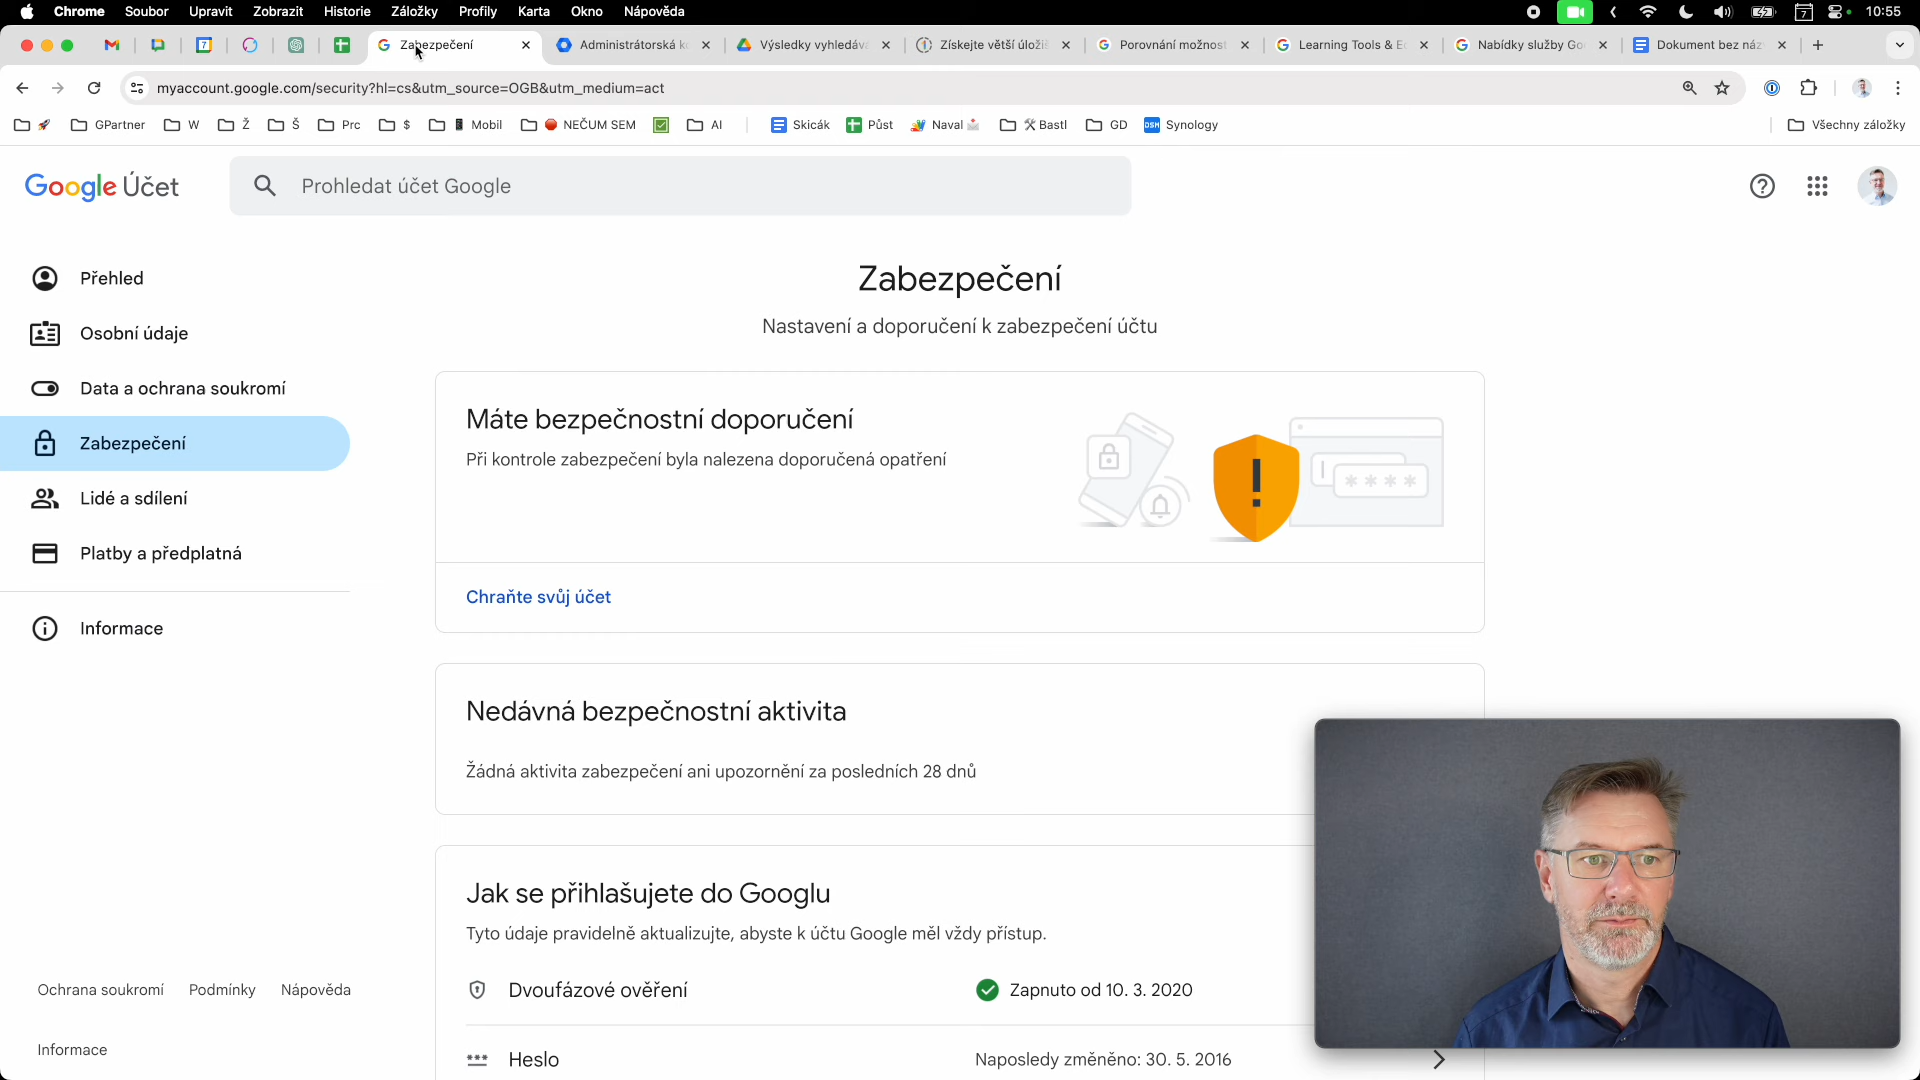 Chrome Soubor Upravit Zobrazit Historie Záložky Profily Karta Okno Nápověda 7 10:55
7 Zabezpečení Administrátorská k Výsledky vyhledáv Získejte větší úloži Porovnání možnost Learning Tools & E Nabídky služby Go Dokument bez náz
myaccount.google.com/security?hl=cs&utm_source=OGB&utm_medium=act
GPartner W Ž Š Prc $ Mobil NEČUM SEM AI Skicák Půst Naval Bastl GD DSM Synology Všechny záložky
Google Účet
Prohledat účet Google
Přehled
Osobní údaje
Data a ochrana soukromí
Zabezpečení
Lidé a sdílení
Platby a předplatná
Informace
Zabezpečení
Nastavení a doporučení k zabezpečení účtu
Máte bezpečnostní doporučení
Při kontrole zabezpečení byla nalezena doporučená opatření
Chraňte svůj účet
Nedávná bezpečnostní aktivita
Žádná aktivita zabezpečení ani upozornění za posledních 28 dnů
Jak se přihlašujete do Googlu
Tyto údaje pravidelně aktualizujte, abyste k účtu Google měl vždy přístup.
Dvoufázové ověření Zapnuto od 10. 3. 2020
Heslo Naposledy změněno: 30. 5. 2016
Ochrana soukromí Podmínky Nápověda
Informace